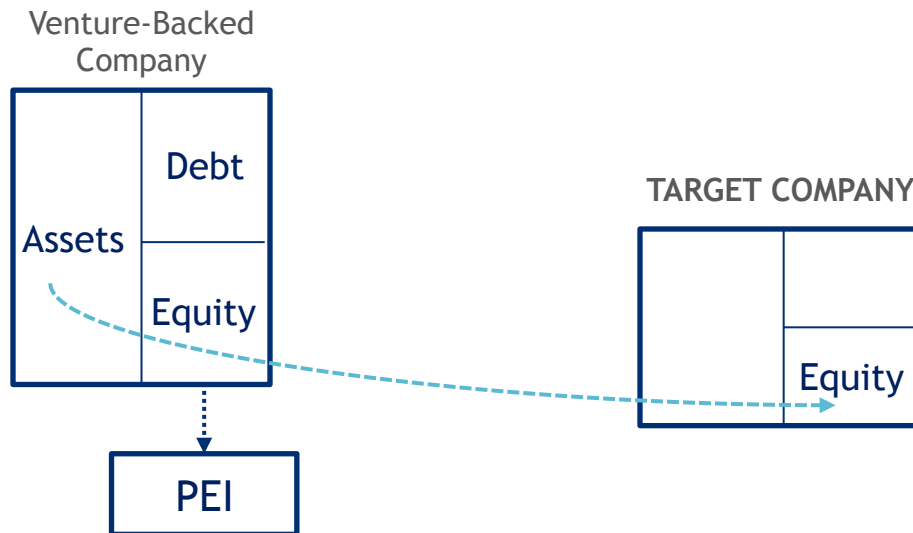 Venture-Backed
Company
Debt
Assets
Equity
PEI
TARGET COMPANY
Equity